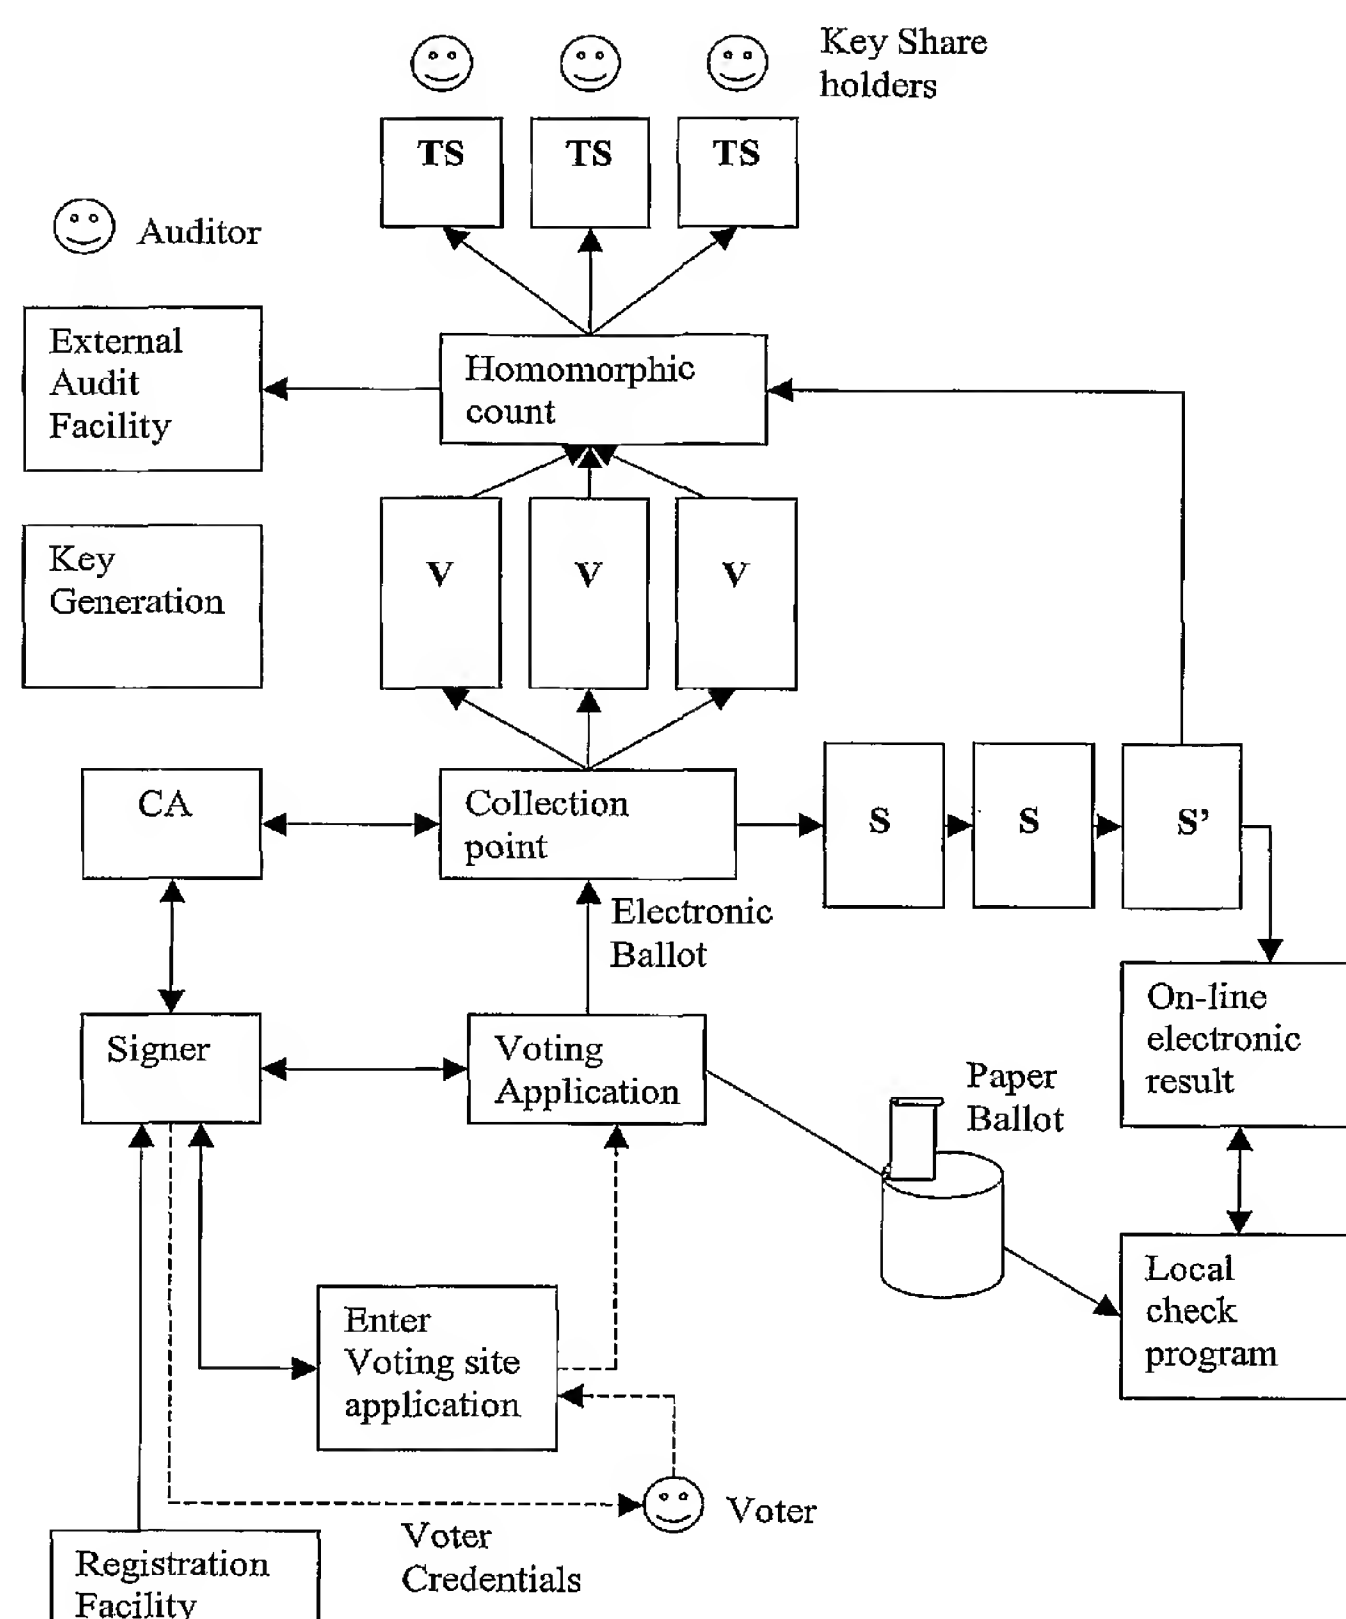 Key Share
holders
TS
TS
TS
Auditor
External
Audit
Facility
Homomorphic
count
Key
Generation
V
V
V
CA
Collection
point
S
S
S’
Electronic
Ballot
On-line
electronic
result
Signer
Voting
Application
Paper
Ballot
Enter
Voting site
application
Local
check
program
Voter
Voter
Credentials
Registration
Facility